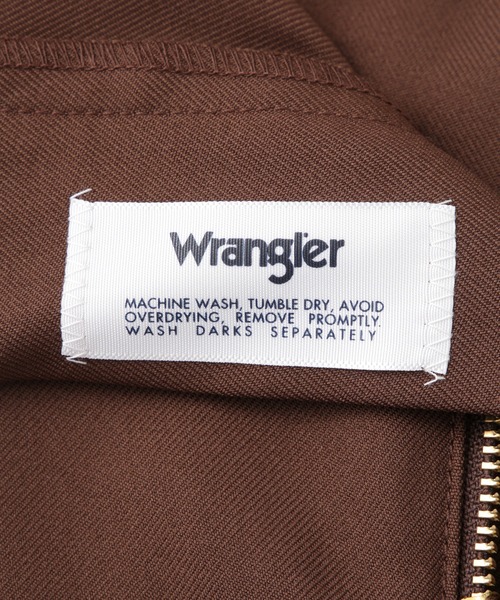 Wrangler
MACHINE WASH, TUMBLE DRY, AVOID
OVERDRYING, REMOVE PROMPTLY.
WASH DARKS SEPARATELY